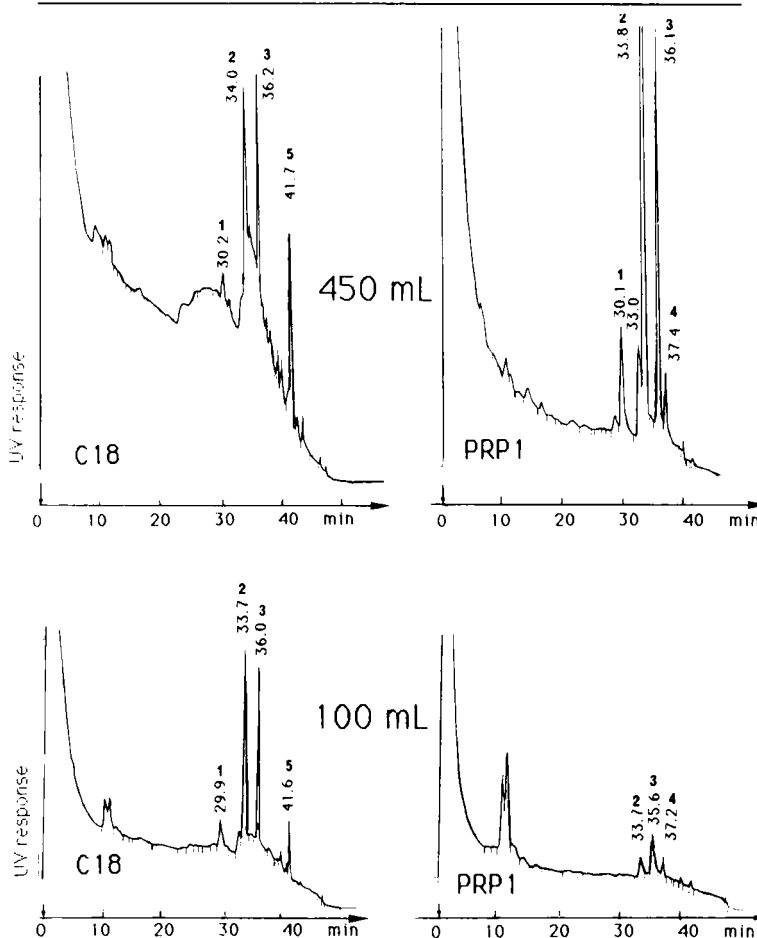 34.0 2
36.2 3
41.7 5
30.2 1
UV response
C18
0 10 20 30 40 min
450 mL
33.8 2
36.1 3
30.1 1
33.0
37.4 4
PRP1
0 10 20 30 40 min
33.7 2
36.0 3
29.9 1
41.6 5
UV response
C18
0 10 20 30 40 min
100 mL
33.7 2
35.6 3
37.2 4
PRP1
0 10 20 30 40 min